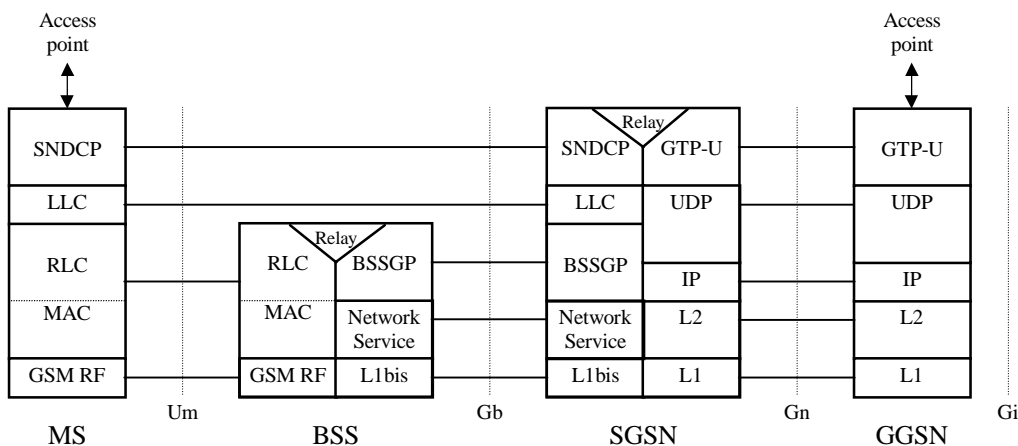 Access
point
Access
point
SNDCP
Relay
SNDCP
GTP-U
GTP-U
LLC
LLC
UDP
UDP
Relay
RLC
RLC
BSSGP
BSSGP
IP
IP
MAC
MAC
Network
Service
Network
Service
L2
L2
GSM RF
GSM RF
L1bis
L1bis
L1
L1
Um
Gb
Gn
Gi
MS
BSS
SGSN
GGSN